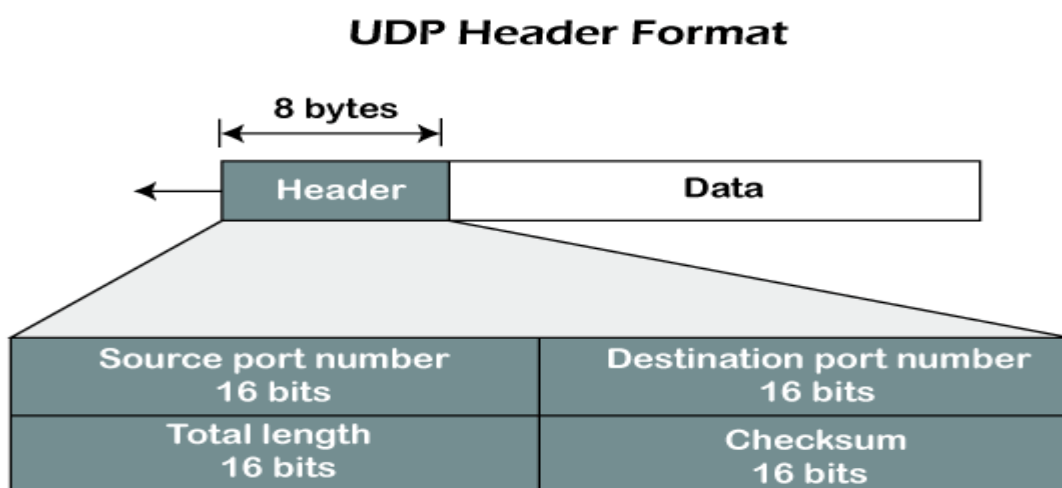 UDP Header Format
8 bytes
Header
Data
Source port number
16 bits
Destination port number
16 bits
Total length
16 bits
Checksum
16 bits